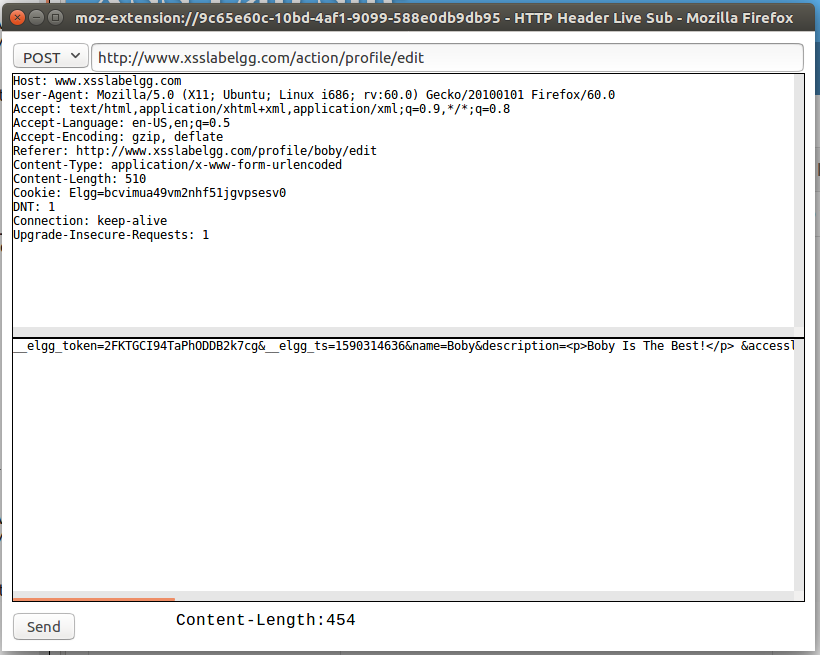 moz-extension://9c65e60c-10bd-4af1-9099-588e0db9db95 - HTTP Header Live Sub - Mozilla Firefox
POST http://www.xsslabelgg.com/action/profile/edit
Host: www.xsslabelgg.com
User-Agent: Mozilla/5.0 (X11; Ubuntu; Linux i686; rv:60.0) Gecko/20100101 Firefox/60.0
Accept: text/html,application/xhtml+xml,application/xml;q=0.9,*/*;q=0.8
Accept-Language: en-US,en;q=0.5
Accept-Encoding: gzip, deflate
Referer: http://www.xsslabelgg.com/profile/boby/edit
Content-Type: application/x-www-form-urlencoded
Content-Length: 510
Cookie: Elgg=bcvimua49vm2nhf51jgvpsesv0
DNT: 1
Connection: keep-alive
Upgrade-Insecure-Requests: 1
__elgg_token=2FKTGCI94TaPhODDB2k7cg&__elgg_ts=1590314636&name=Boby&description=<p>Boby Is The Best!</p> &accessl
Send Content-Length:454